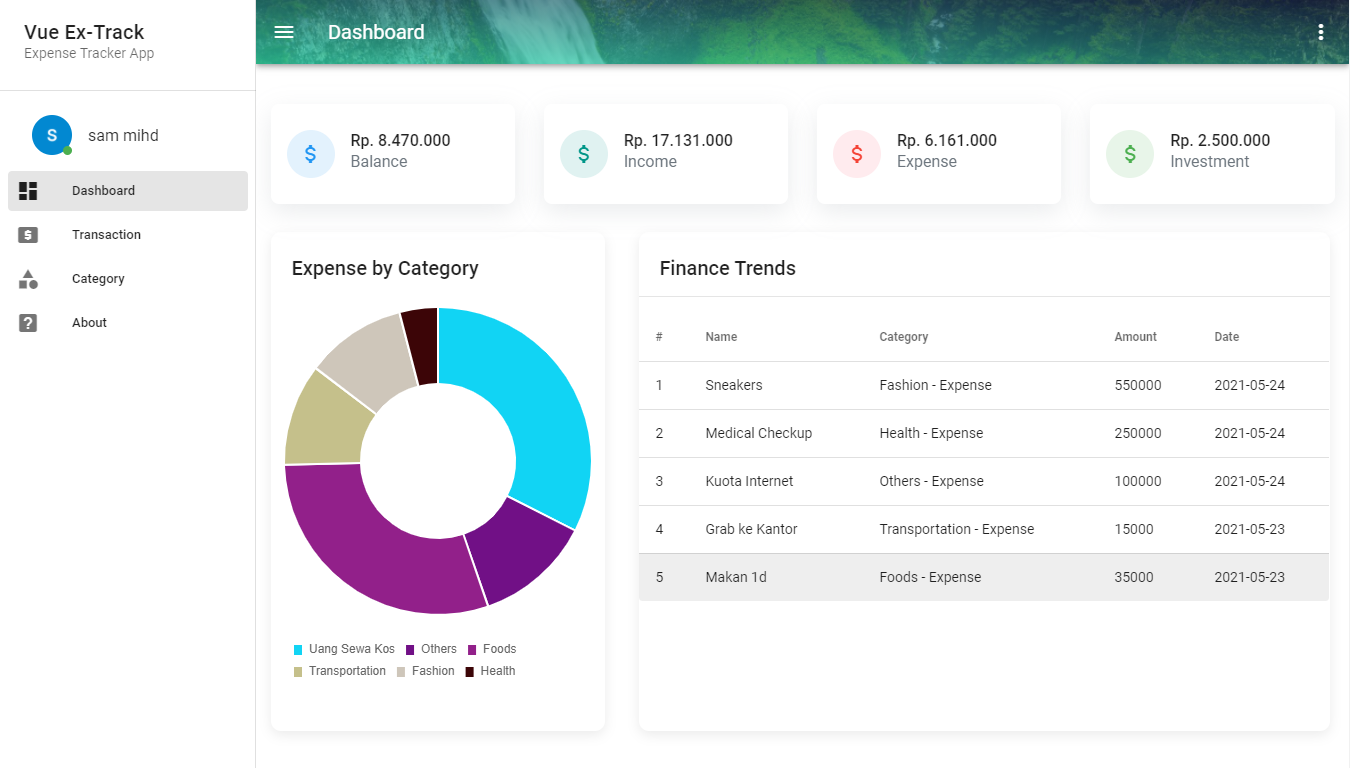 Vue Ex-Track
Expense Tracker App
S
sam mihd
Dashboard
Transaction
Category
About
Dashboard
Rp. 8.470.000
Balance
Rp. 17.131.000
Income
Rp. 6.161.000
Expense
Rp. 2.500.000
Investment
Expense by Category
Uang Sewa Kos Others Foods
Transportation Fashion Health
Finance Trends
# Name Category Amount Date
1 Sneakers Fashion - Expense 550000 2021-05-24
2 Medical Checkup Health - Expense 250000 2021-05-24
3 Kuota Internet Others - Expense 100000 2021-05-24
4 Grab ke Kantor Transportation - Expense 15000 2021-05-23
5 Makan 1d Foods - Expense 35000 2021-05-23